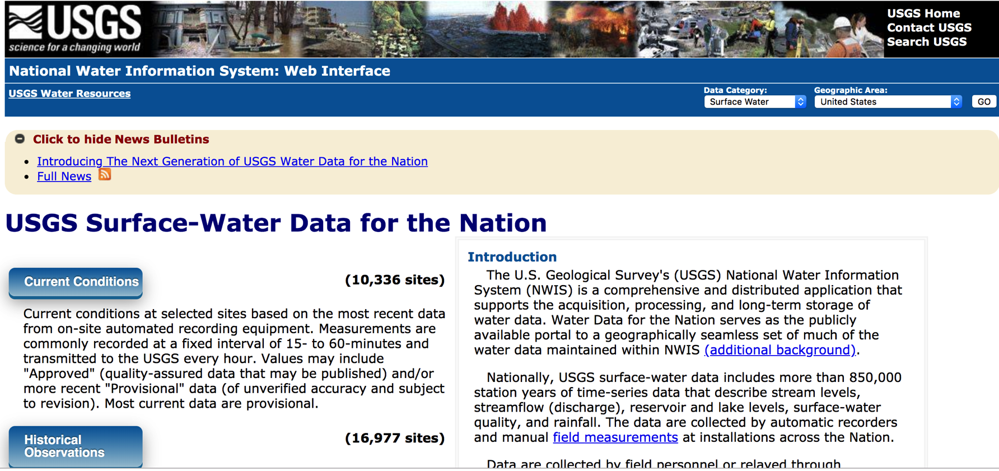 USGS
science for a changing world
USGS Home
Contact USGS
Search USGS
National Water Information System: Web Interface
USGS Water Resources
Data Category:
Surface Water
Geographic Area:
United States
GO
Click to hide News Bulletins
Introducing The Next Generation of USGS Water Data for the Nation
Full News
USGS Surface-Water Data for the Nation
Current Conditions
(10,336 sites)
Current conditions at selected sites based on the most recent data
from on-site automated recording equipment. Measurements are
commonly recorded at a fixed interval of 15- to 60-minutes and
transmitted to the USGS every hour. Values may include
"Approved" (quality-assured data that may be published) and/or
more recent "Provisional" data (of unverified accuracy and subject
to revision). Most current data are provisional.
Historical
Observations
(16,977 sites)
Introduction
The U.S. Geological Survey's (USGS) National Water Information
System (NWIS) is a comprehensive and distributed application that
supports the acquisition, processing, and long-term storage of
water data. Water Data for the Nation serves as the publicly
available portal to a geographically seamless set of much of the
water data maintained within NWIS (additional background).
Nationally, USGS surface-water data includes more than 850,000
station years of time-series data that describe stream levels,
streamflow (discharge), reservoir and lake levels, surface-water
quality, and rainfall. The data are collected by automatic recorders
and manual field measurements at installations across the Nation.
Data are collected by field personnel or relayed through